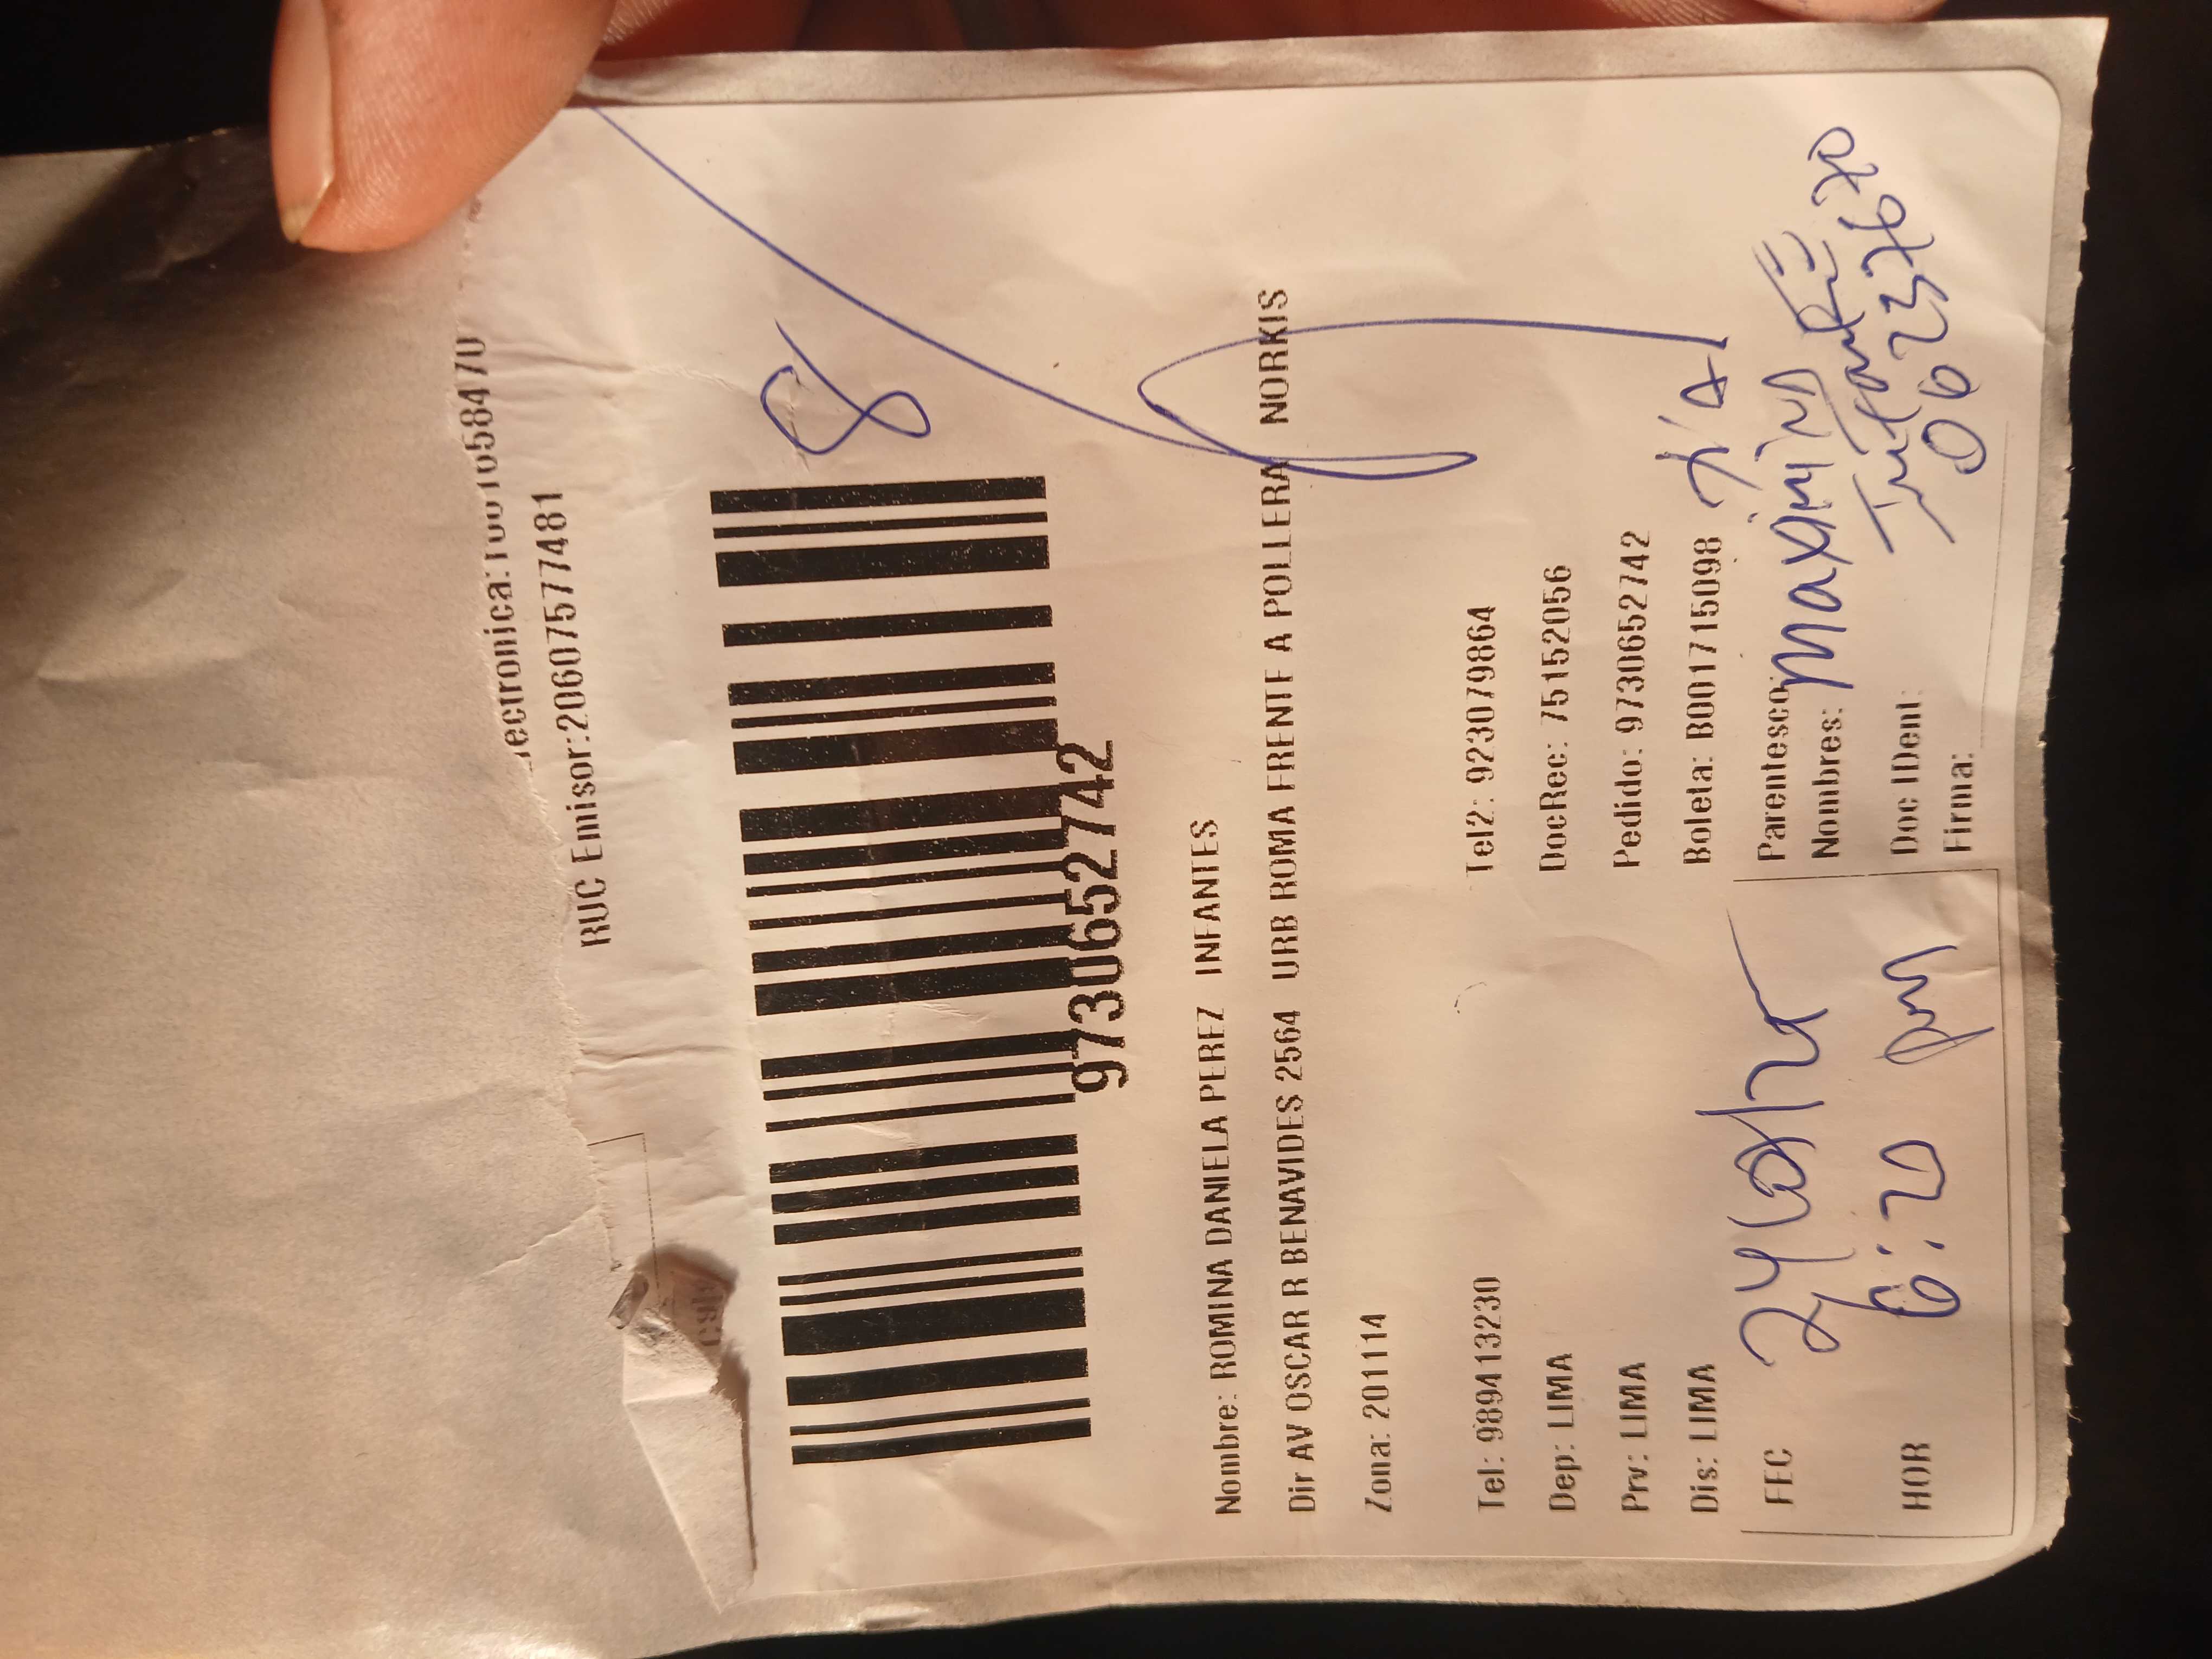 RUC Emisor:20607577481
8
9730652742
Nombre: ROMINA DANIELA PEREZ INFANTES
Dir AV OSCAR R BENAVIDES 2564 URB ROMA FRENTE A POLLERA NORKIS
Zona: 201114
Tel: 989413230 Tel2: 923079864
Dep: LIMA DocRec: 75152056
Prv: LIMA Pedido: 9730652742
Dis: LIMA Boleta: B001715098
FEC 24 Parentesco:
Nombres:
HOR 6:20 pm Doc IDent:
Firma: